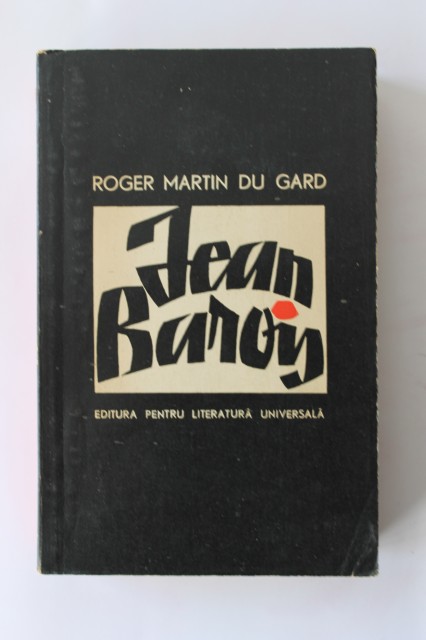 ROGER MARTIN DU GARD
Jean
Barois
EDITURA PENTRU LITERATURĂ UNIVERSALĂ